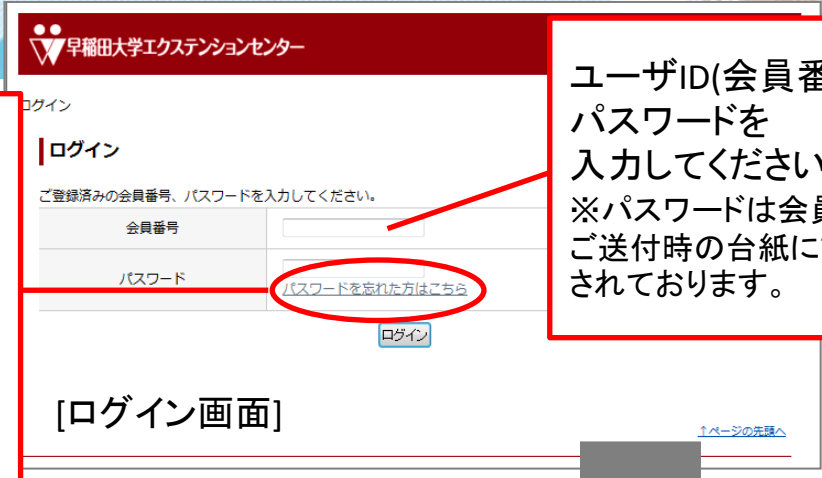 早稲田大学エクステンションセンター
ログイン
ログイン
ご登録済みの会員番号、パスワードを入力してください。
会員番号
パスワード
パスワードを忘れた方はこちら
ログイン
[ログイン画面]
↑ページの先頭へ
ユーザID(会員番
パスワードを
入力してください
※パスワードは会員
ご送付時の台紙に
されております。